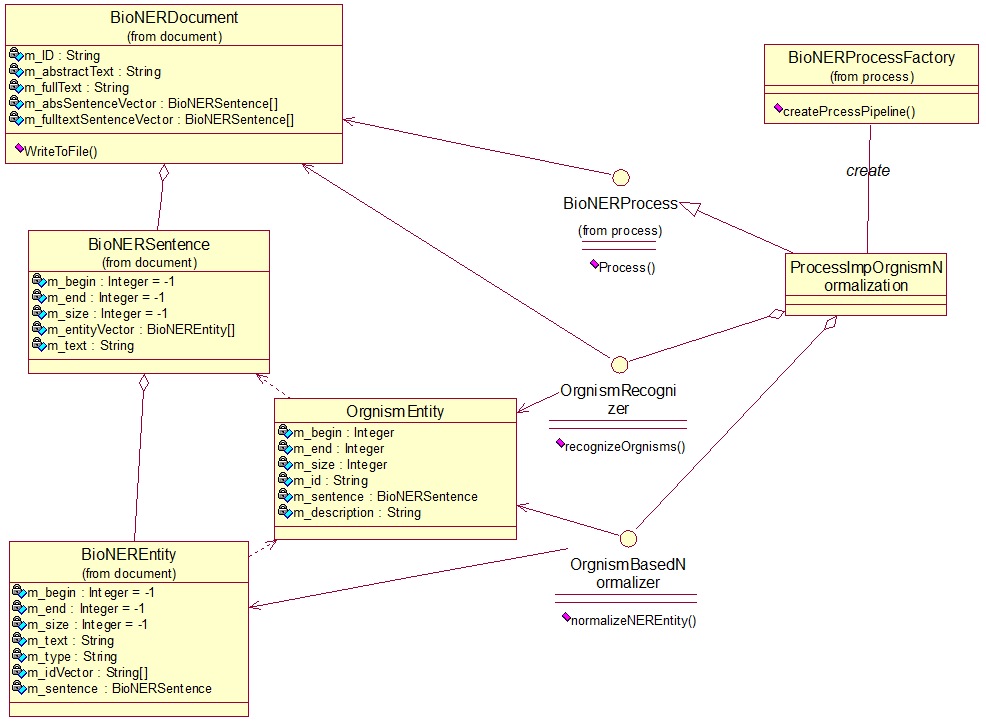 BioNERDocument
(from document)
m_ID : String
m_abstractText : String
m_fullText : String
m_absSentenceVector : BioNERSentence[]
m_fulltextSentenceVector : BioNERSentence[]
WriteToFile()
BioNERProcessFactory
(from process)
createPrcessPipeline()
create
BioNERProcess
(from process)
Process()
BioNERSentence
(from document)
m_begin : Integer = -1
m_end : Integer = -1
m_size : Integer = -1
m_entityVector : BioNEREntity[]
m_text : String
ProcessImpOrgnismN
ormalization
OrgnismEntity
m_begin : Integer
m_end : Integer
m_size : Integer
m_id : String
m_sentence : BioNERSentence
m_description : String
OrgnismRecogni
zer
recognizeOrgnisms()
BioNEREntity
(from document)
m_begin : Integer = -1
m_end : Integer = -1
m_size : Integer = -1
m_text : String
m_type : String
m_idVector : String[]
m_sentence : BioNERSentence
OrgnismBasedN
ormalizer
normalizeNEREntity()